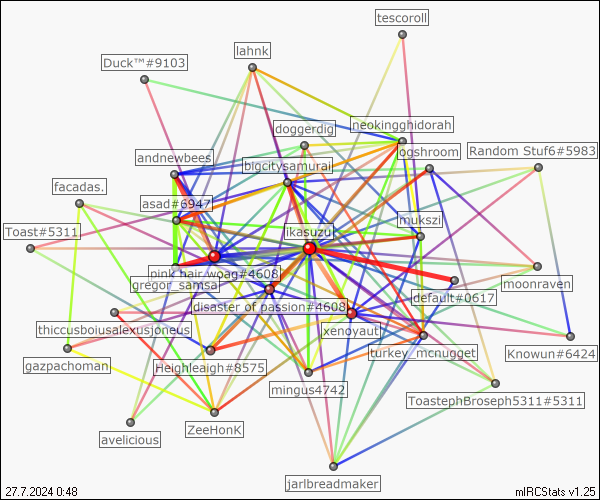 tescoroll
lahnk
Duck™#9103
neokingghidorah
doggerdig
ogshroom
Random Stuf6#5983
andnewbees
bigcitysamurai
facadas.
asad#6947
mukszi
Toast#5311
ikasuzu
pink hair woag#4608
gregor_samsa
moonraven
default#0617
disaster of passion#4608
thiccusboiusalexusjoneus
xenoyaut
turkey_mcnugget
Knowun#6424
gazpachoman
Heighleaigh#8575
mingus4742
ToastephBroseph5311#5311
avelicious
ZeeHonK
jarlbreadmaker
27.7.2024 0:48
mIRCStats v1.25